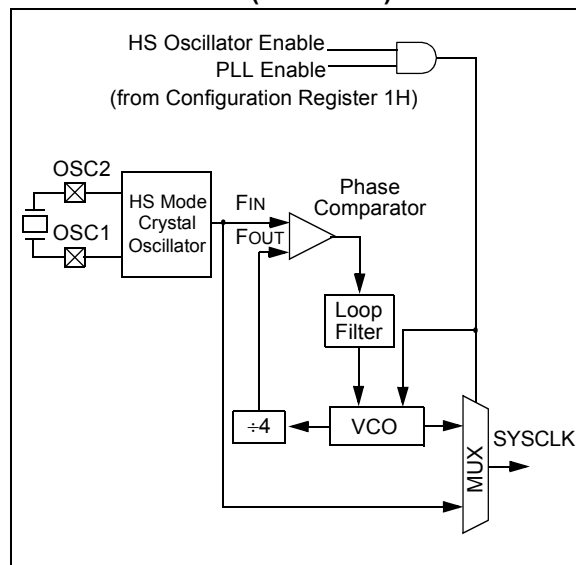 HS Oscillator Enable
PLL Enable
(from Configuration Register 1H)
OSC2
OSC1
HS Mode
Crystal
Oscillator
FIN
FOUT
Phase
Comparator
Loop
Filter
÷4
VCO
MUX
SYSCLK